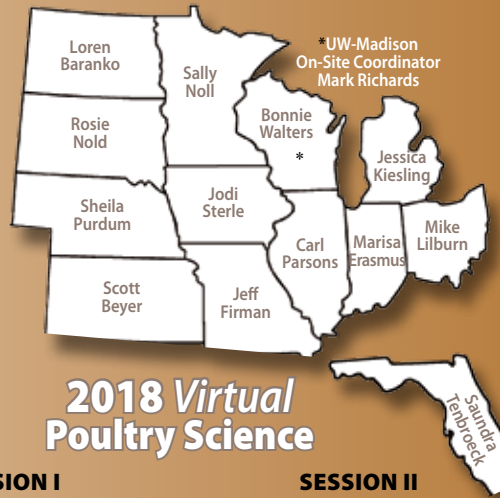 *UW-Madison
On-Site Coordinator
Mark Richards
Loren
Baranko
Sally
Noll
Bonnie
Walters
*
Rosie
Nold
Jessica
Kiesling
Sheila
Purdum
Jodi
Sterle
Carl
Parsons
Marisa
Erasmus
Mike
Lilburn
Scott
Beyer
Jeff
Firman
Saundra
Tenbroeck
2018 Virtual
Poultry Science
SION I
SESSION II